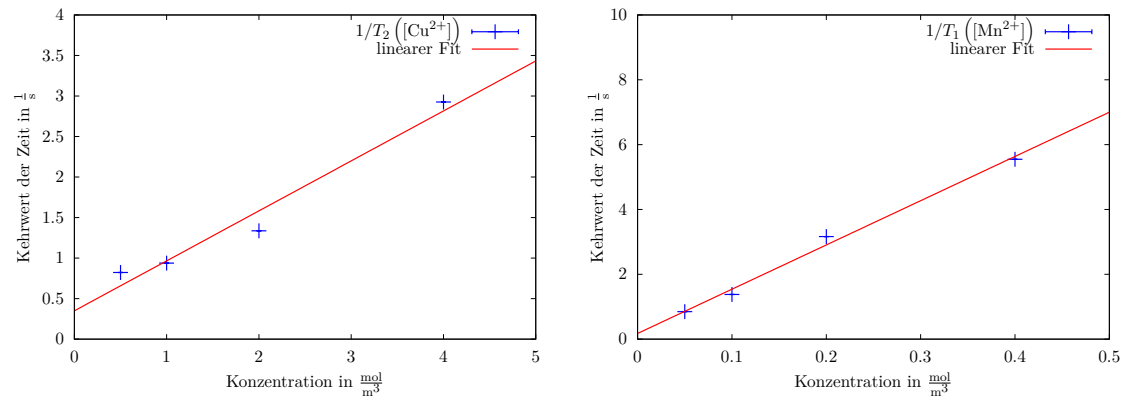 4
3.5
3
2.5
2
1.5
1
0.5
0
0 1 2 3 4 5
Kehrwert der Zeit in 1/s
Konzentration in mol/m³
1/T₂ ([Cu²⁺])
linearer Fit
10
8
6
4
2
0
0 0.1 0.2 0.3 0.4 0.5
Kehrwert der Zeit in 1/s
Konzentration in mol/m³
1/T₁ ([Mn²⁺])
linearer Fit